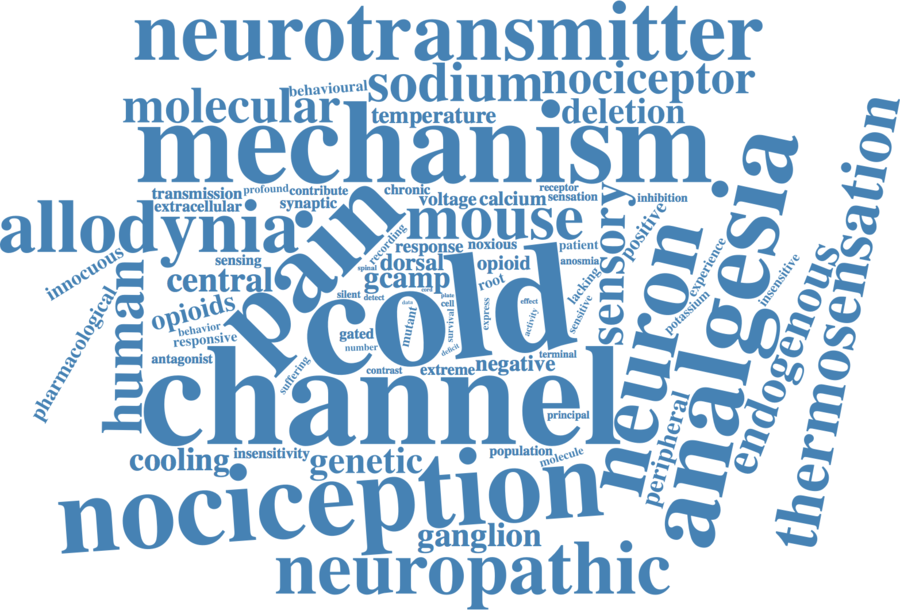 neurotransmitter
behavioural
sodium
nociceptor
molecular
temperature
deletion
mechanism
transmission
profound
contribute
chronic
receptor
extracellular
synaptic
voltage
calcium
sensation
inhibition
allodynia
pain
recording
mouse
sensory
positive
analgesia
thermosensation
innocuous
sensing
response
noxious
patient
central
spinal
dorsal
gcamp
opioid
anosmia
root
lacking
neuron
experience
potassium
insensitive
endogenous
human
pharmacological
opioids
behavior
responsive
silent
detect
data
cord
plate
cell
cold
express
effect
activity
sensitive
gated
number
mutant
survival
deficit
antagonist
suffering
contrast
extreme
negative
terminal
channel
principal
peripheral
cooling
insensitivity
genetic
population
molecule
nociception
ganglion
neuropathic